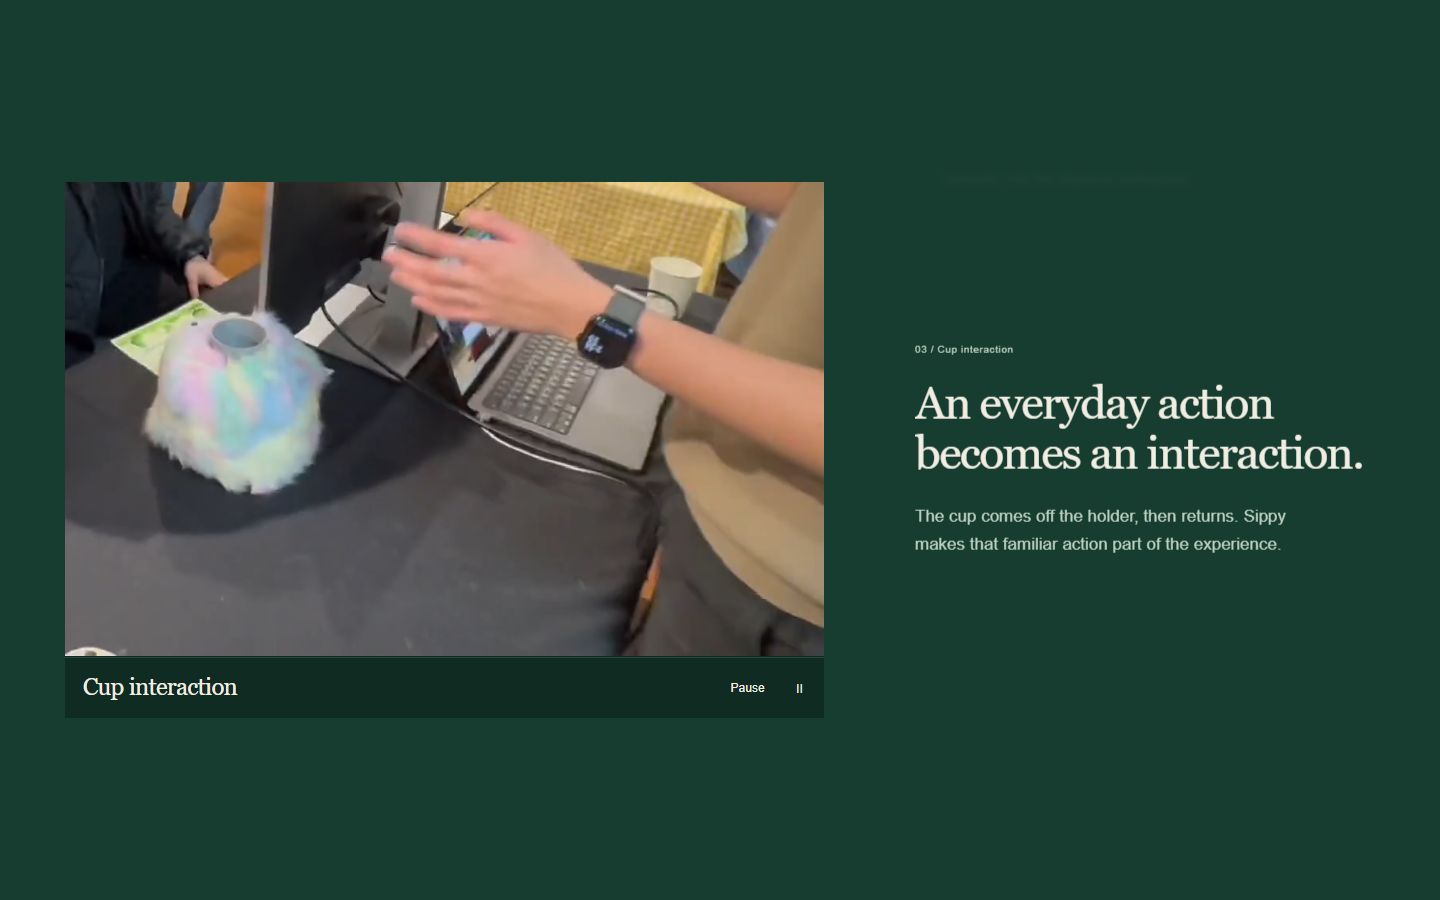 03 / Cup interaction
An everyday action
becomes an interaction.
The cup comes off the holder, then returns. Sippy
makes that familiar action part of the experience.
Cup interaction
Pause